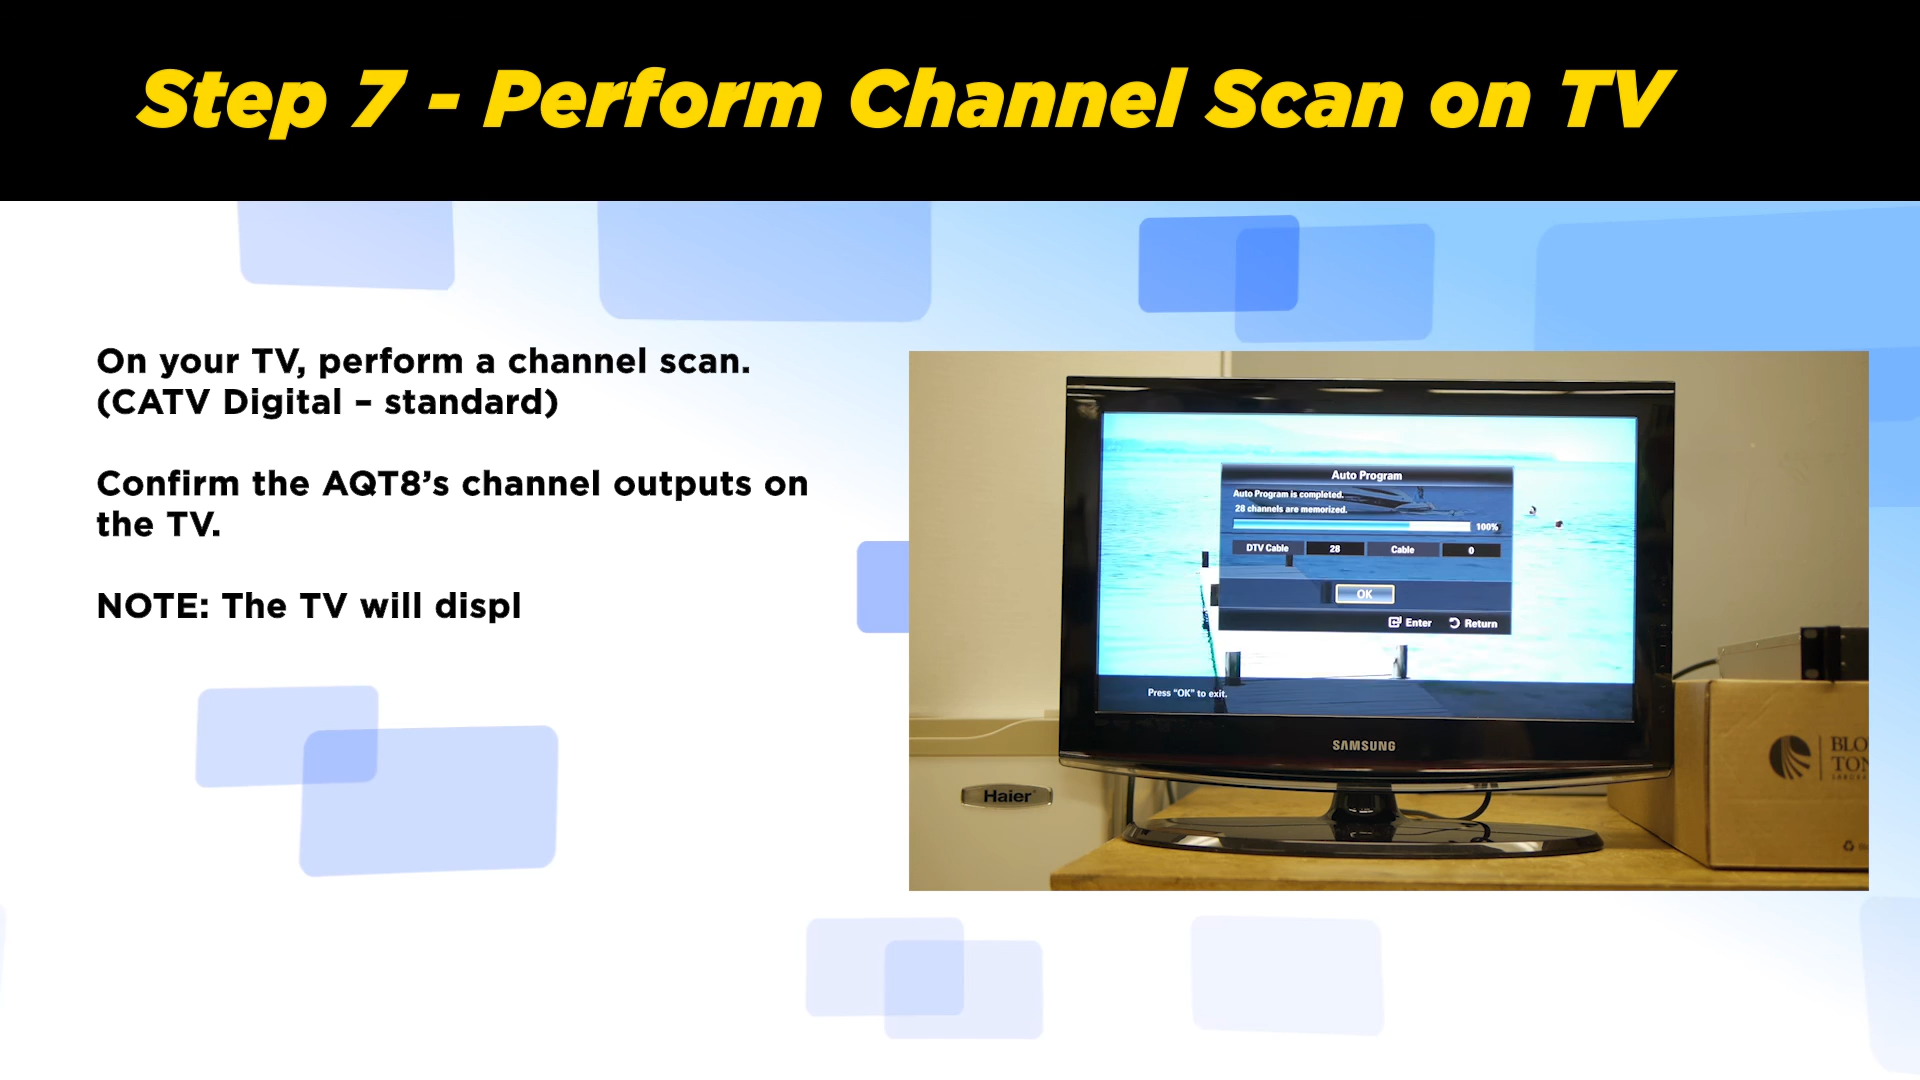 Step 7 - Perform Channel Scan on TV
On your TV, perform a channel scan.
(CATV Digital – standard)
Confirm the AQT8’s channel outputs on
the TV.
NOTE: The TV will displ
Auto Program
Auto Program is completed.
28 channels are memorized.
100%
DTV Cable 28 Cable 0
OK
Enter Return
Press "OK" to exit.
SAMSUNG
Haier
BLO
TON